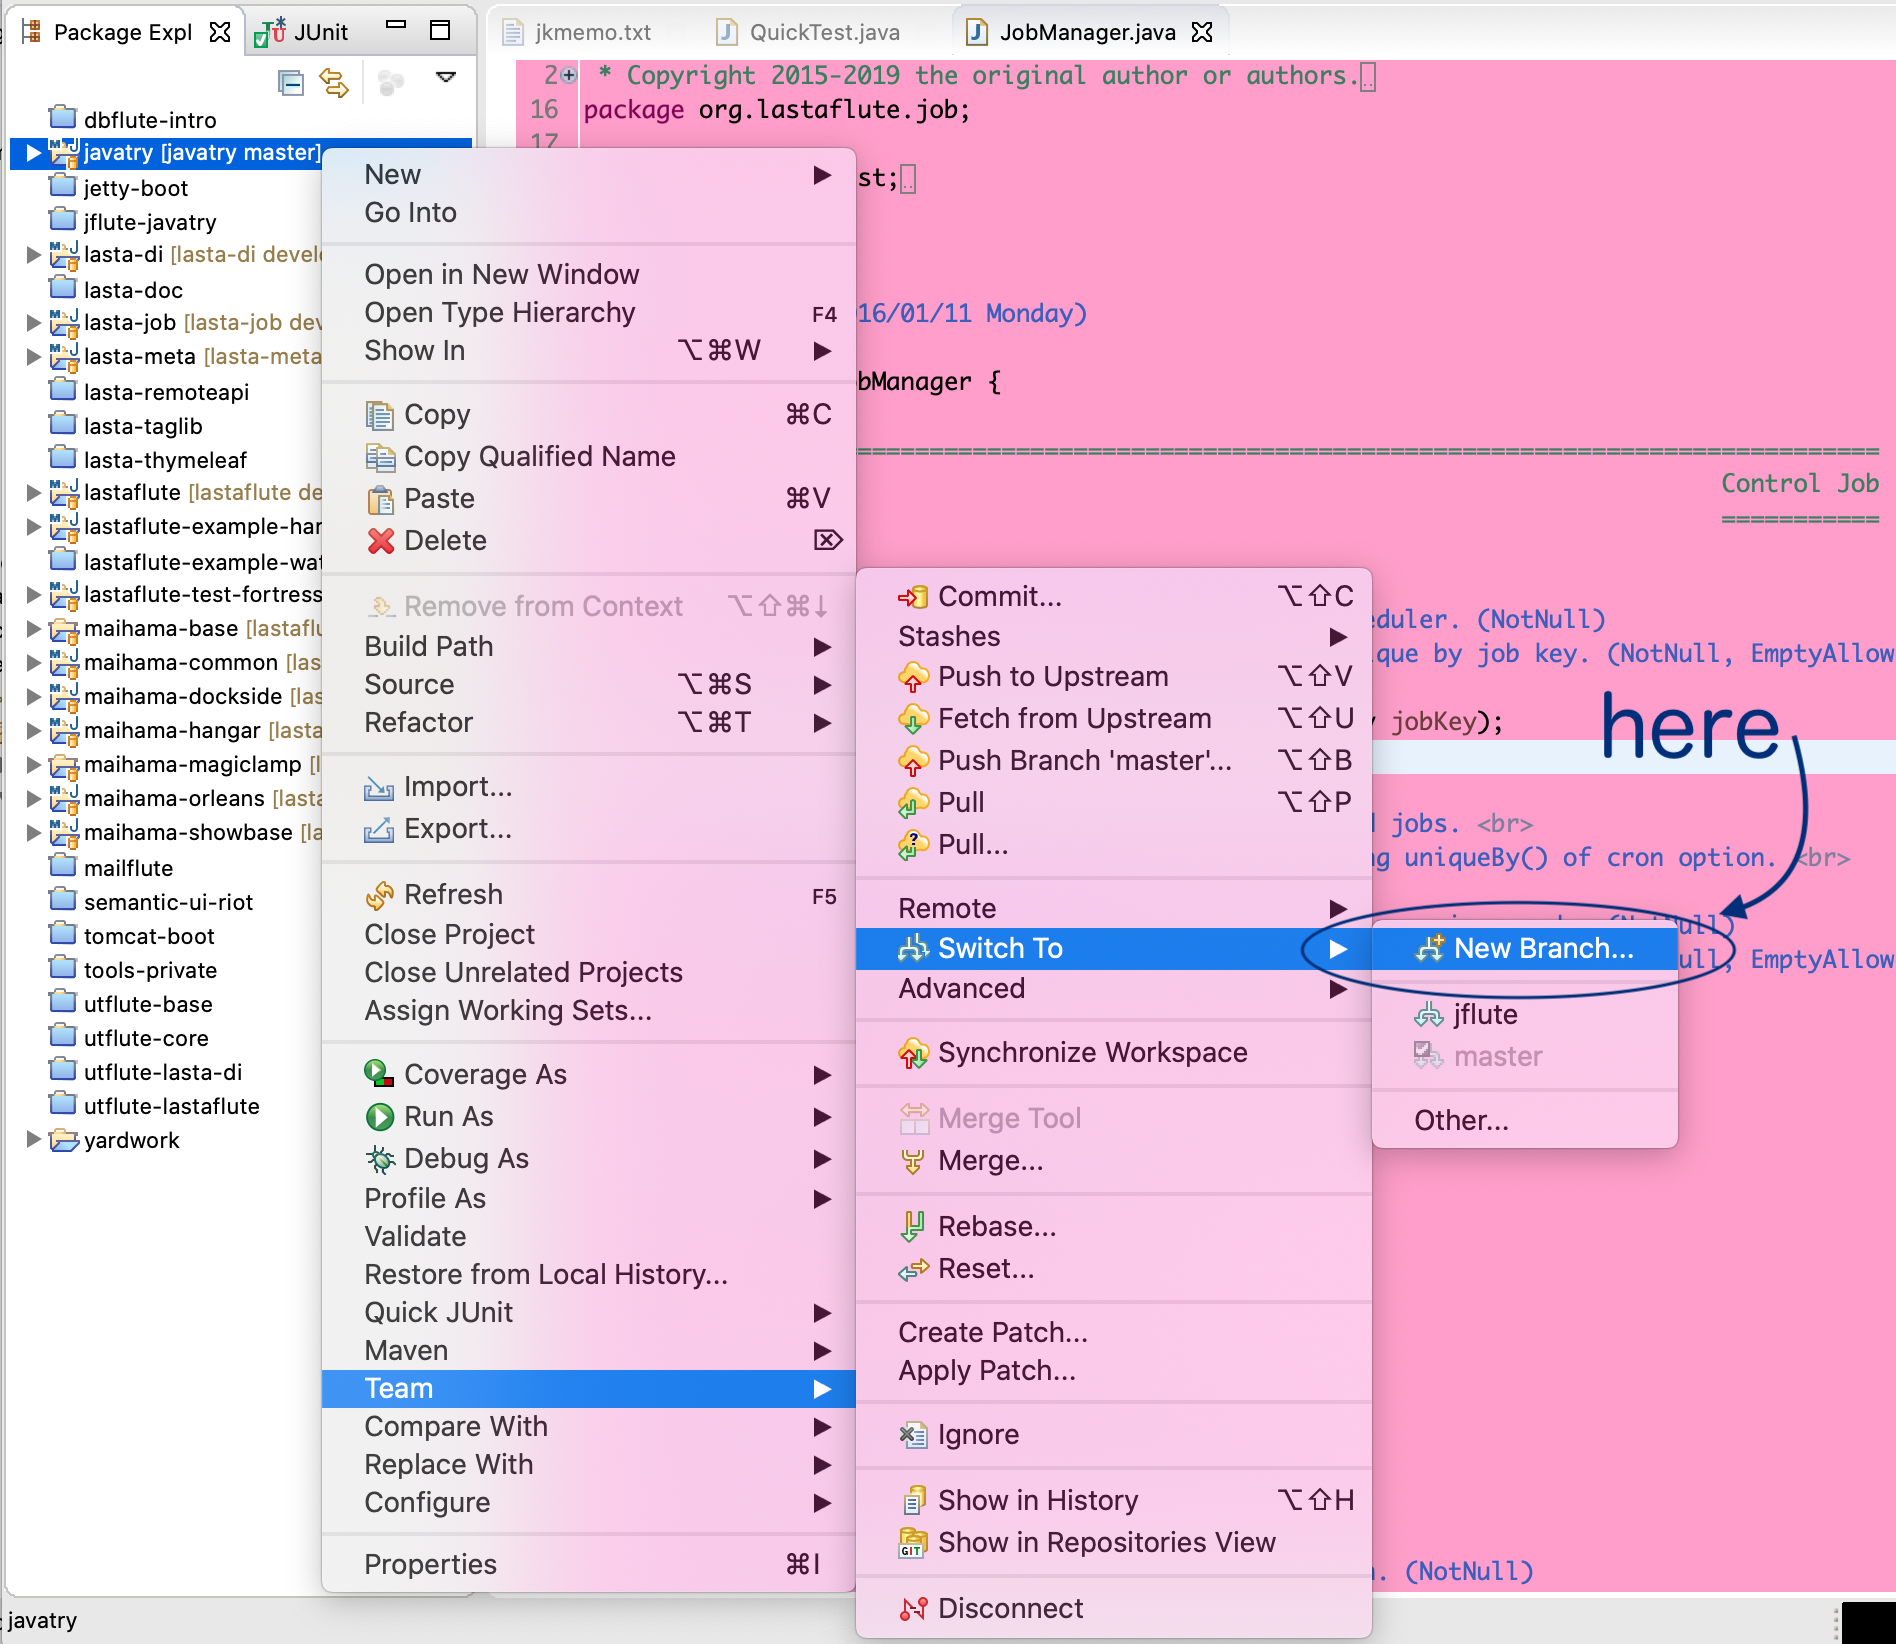 Package Expl
JUnit
jkmemo.txt
QuickTest.java
JobManager.java
dbflute-intro
javatry [javatry master]
jetty-boot
jflute-javatry
lasta-di [lasta-di develo
lasta-doc
lasta-job [lasta-job dev
lasta-meta [lasta-meta
lasta-remoteapi
lasta-taglib
lasta-thymeleaf
lastaflute [lastaflute de
lastaflute-example-har
lastaflute-example-wat
lastaflute-test-fortress
maihama-base [lastaflu
maihama-common [las
maihama-dockside [las
maihama-hangar [lasta
maihama-magiclamp [l
maihama-orleans [lasta
maihama-showbase [la
mailflute
semantic-ui-riot
tomcat-boot
tools-private
utflute-base
utflute-core
utflute-lasta-di
utflute-lastaflute
yardwork
javatry
New
Go Into
Open in New Window
Open Type Hierarchy F4
Show In ⌥⌘W
Copy ⌘C
Copy Qualified Name
Paste ⌘V
Delete ⌦
Remove from Context ⌥⇧⌘↓
Build Path
Source ⌥⌘S
Refactor ⌥⌘T
Import...
Export...
Refresh F5
Close Project
Close Unrelated Projects
Assign Working Sets...
Coverage As
Run As
Debug As
Profile As
Validate
Restore from Local History...
Quick JUnit
Maven
Team
Compare With
Replace With
Configure
Properties ⌘I
Commit... ⌥⇧C
Stashes
Push to Upstream ⌥⇧V
Fetch from Upstream ⌥⇧U
Push Branch 'master'... ⌥⇧B
Pull ⌥⇧P
Pull...
Remote
Switch To
Advanced
Synchronize Workspace
Merge Tool
Merge...
Rebase...
Reset...
Create Patch...
Apply Patch...
Ignore
Show in History ⌥⇧H
GIT Show in Repositories View
Disconnect
New Branch...
jflute
master
Other...
here
2 * Copyright 2015-2019 the original author or authors.
16 package org.lastaflute.job;
17
st;
16/01/11 Monday)
bManager {
==========
Control Job
===========
eduler. (NotNull)
que by job key. (NotNull, EmptyAllow
jobKey);
jobs. <br>
ng uniqueBy() of cron option. <br>
ull)
ull, EmptyAllow
. (NotNull)